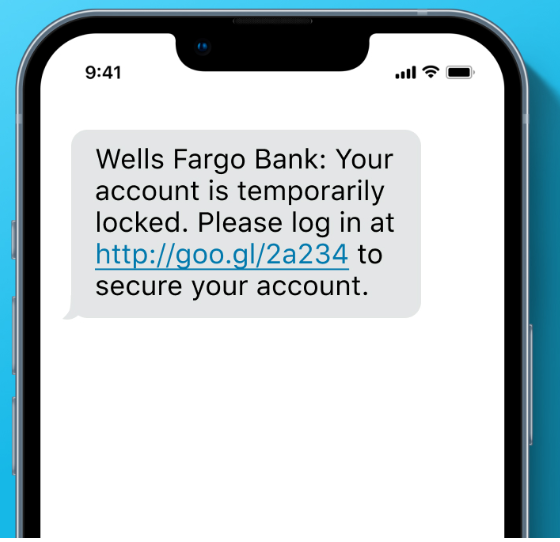 9:41
Wells Fargo Bank: Your
account is temporarily
locked. Please log in at
http://goo.gl/2a234 to
secure your account.